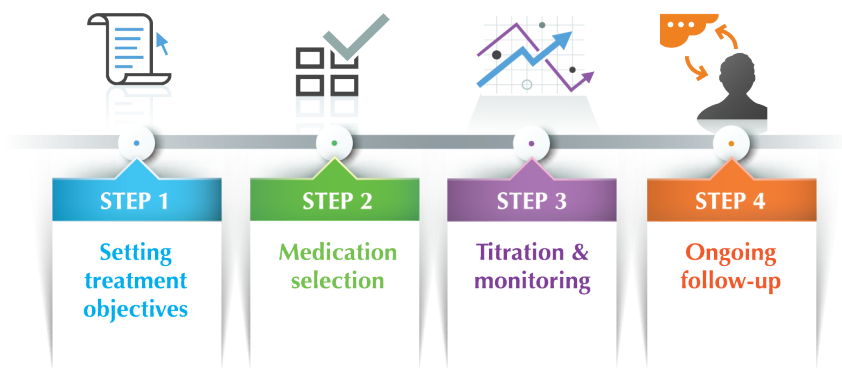 STEP 1
Setting
treatment
objectives
STEP 2
Medication
selection
STEP 3
Titration &
monitoring
STEP 4
Ongoing
follow-up